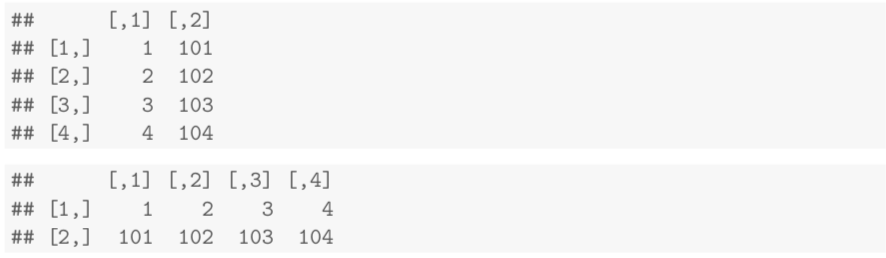 ##      [,1] [,2]
## [1,]    1  101
## [2,]    2  102
## [3,]    3  103
## [4,]    4  104
##      [,1] [,2] [,3] [,4]
## [1,]    1    2    3    4
## [2,]  101  102  103  104